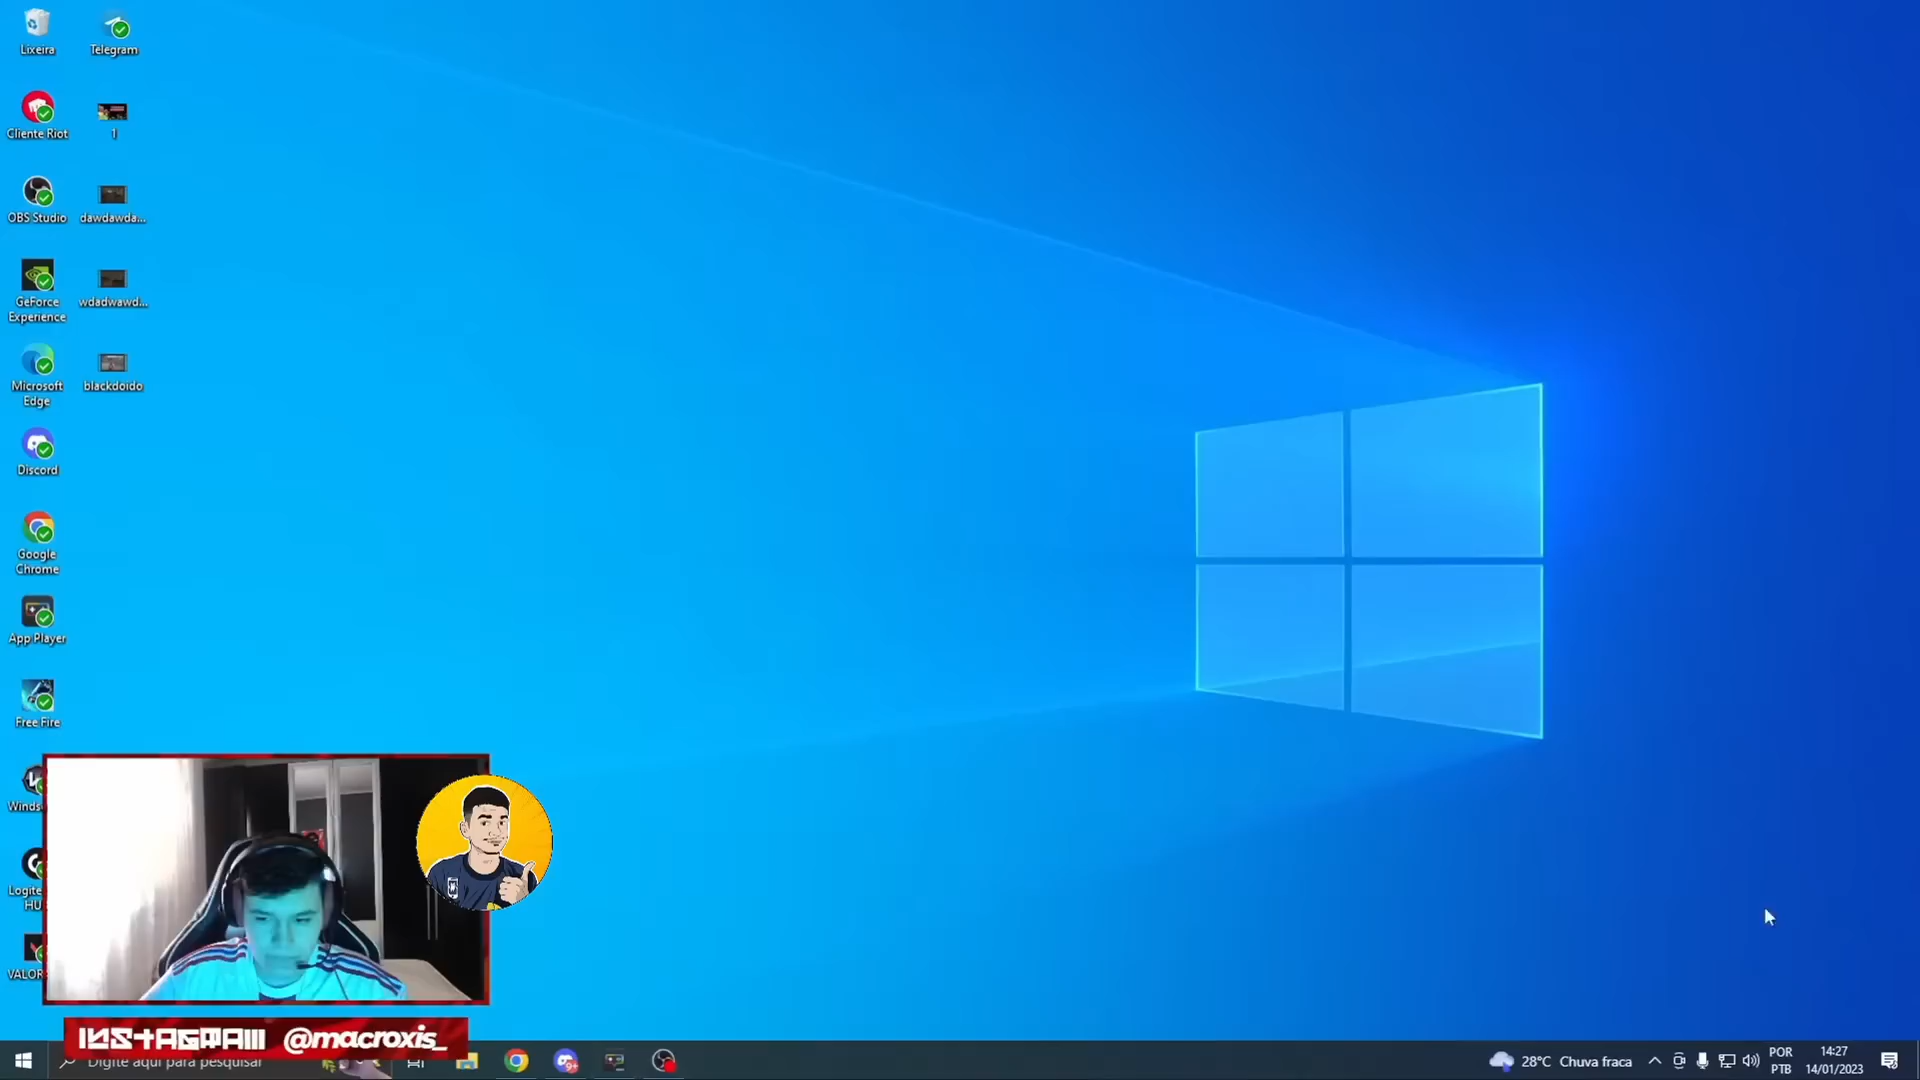 Lixeira
Telegram
Cliente Riot
1
OBS Studio
dawdawda...
GeForce
Experience
wdadwawd...
Microsoft
Edge
blackdoido
Discord
Google
Chrome
App Player
Free Fire
Winds
Logite
HU
VALOR
INSTAGRAM @macroxis_
Digite aqui para pesquisar
9+
28°C Chuva fraca
POR
PTB
14:27
14/01/2023